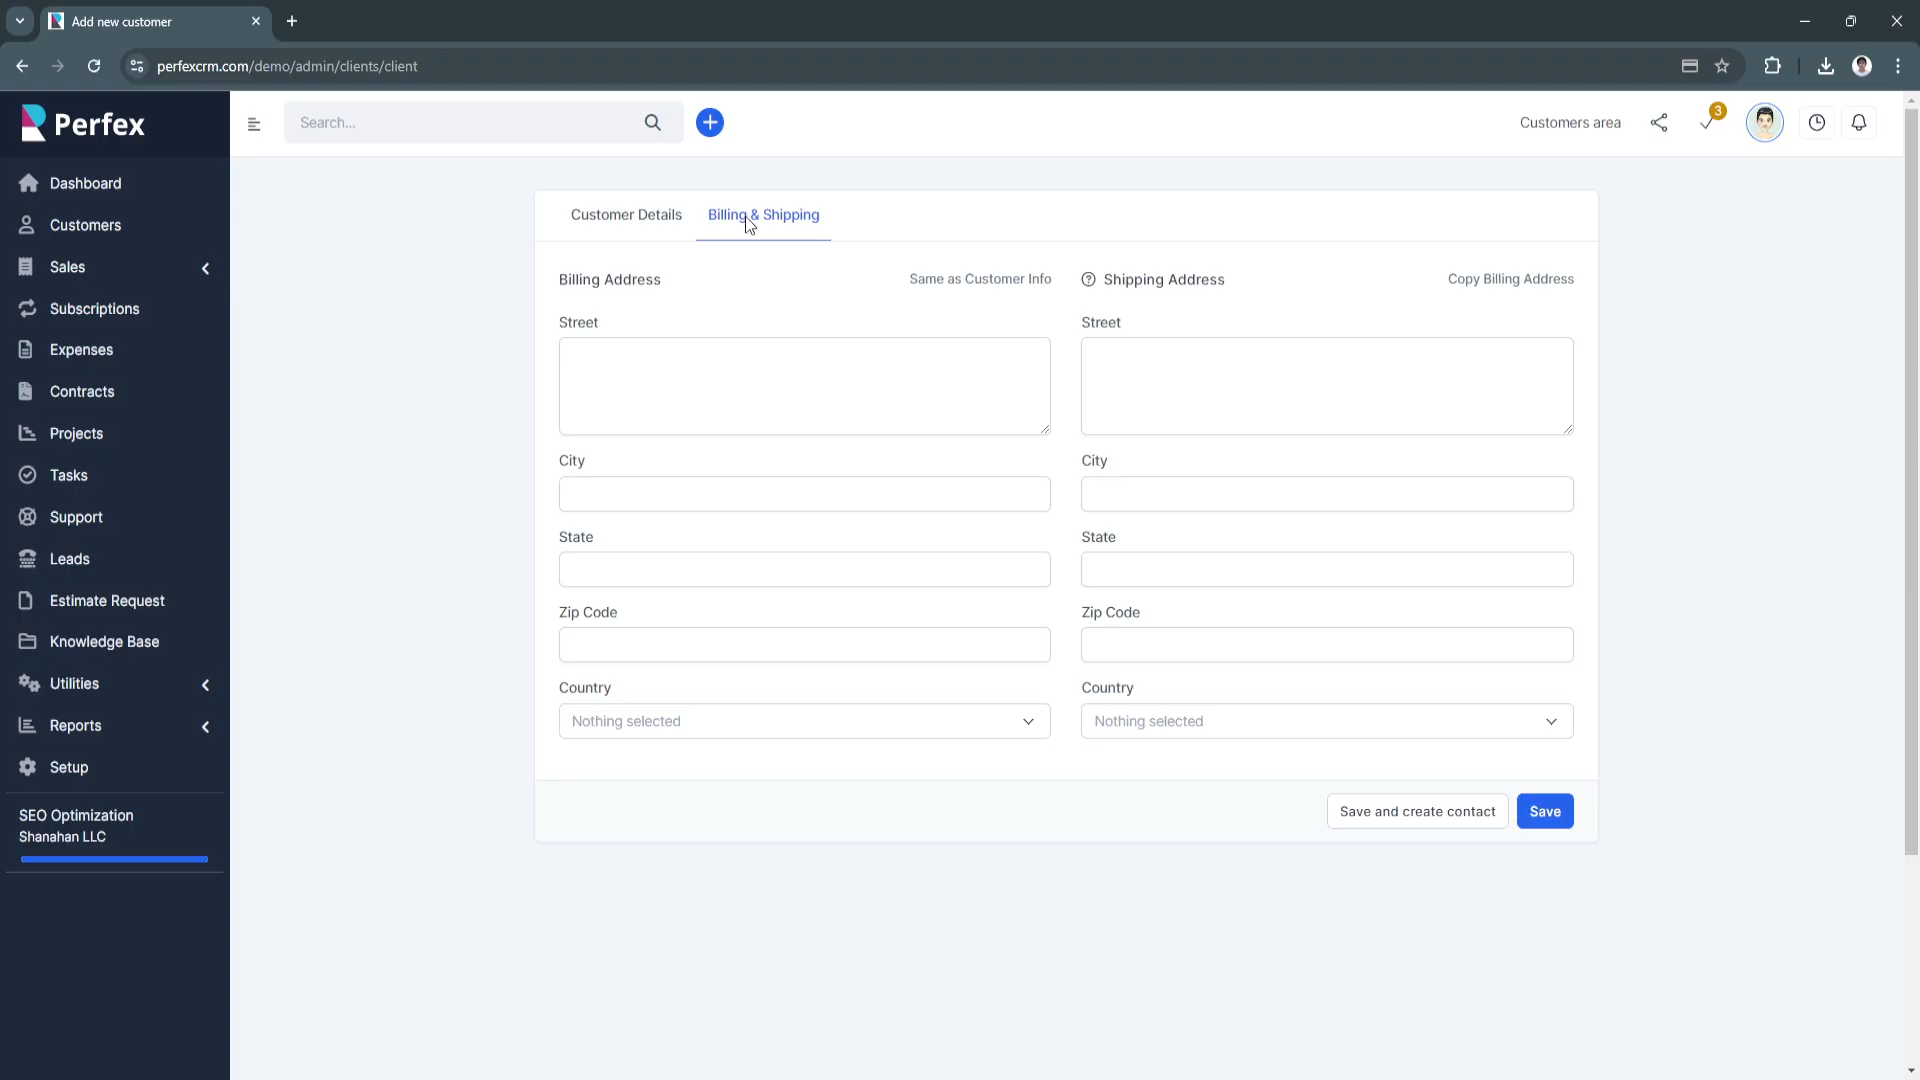 Add new customer
perfexcrm.com/demo/admin/clients/client
Perfex
Search...
Customers area
3
Dashboard
Customers
Sales
Subscriptions
Expenses
Contracts
Projects
Tasks
Support
Leads
Estimate Request
Knowledge Base
Utilities
Reports
Setup
SEO Optimization
Shanahan LLC
Customer Details
Billing & Shipping
Billing Address
Same as Customer Info
Street
City
State
Zip Code
Country
Nothing selected
Shipping Address
Copy Billing Address
Street
City
State
Zip Code
Country
Nothing selected
Save and create contact
Save